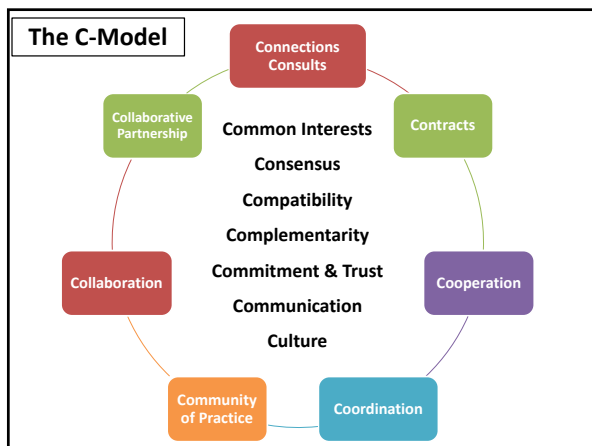 The C-Model
Connections
Consults
Contracts
Cooperation
Coordination
Community
of Practice
Collaboration
Collaborative
Partnership
Common Interests
Consensus
Compatibility
Complementarity
Commitment & Trust
Communication
Culture